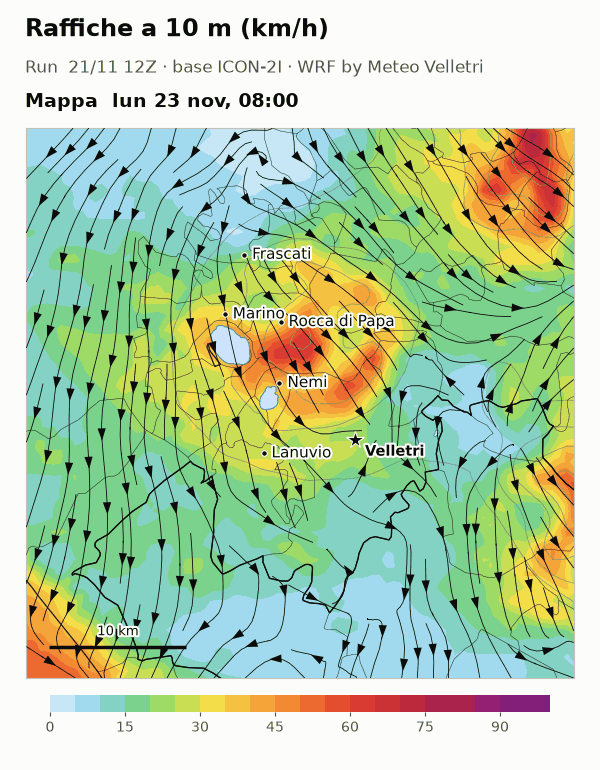 Raffiche a 10 m (km/h)
Run  21/11 12Z · base ICON-2I · WRF by Meteo Velletri
Mappa  lun 23 nov, 08:00
Frascati
Marino
Rocca di Papa
Nemi
Velletri
Lanuvio
10 km
0 15 30 45 60 75 90